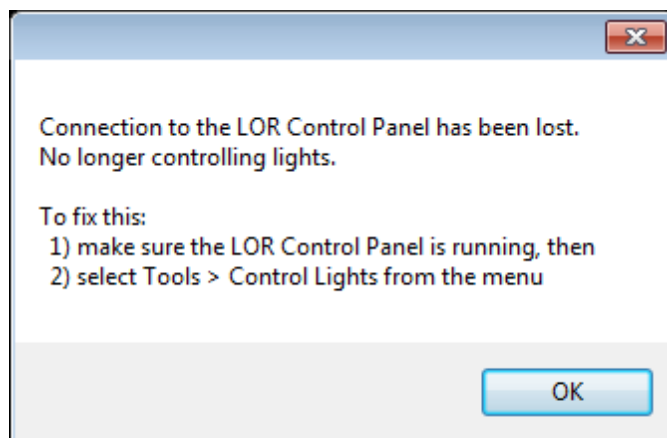 Connection to the LOR Control Panel has been lost.
No longer controlling lights.
To fix this:
1) make sure the LOR Control Panel is running, then
2) select Tools > Control Lights from the menu
OK